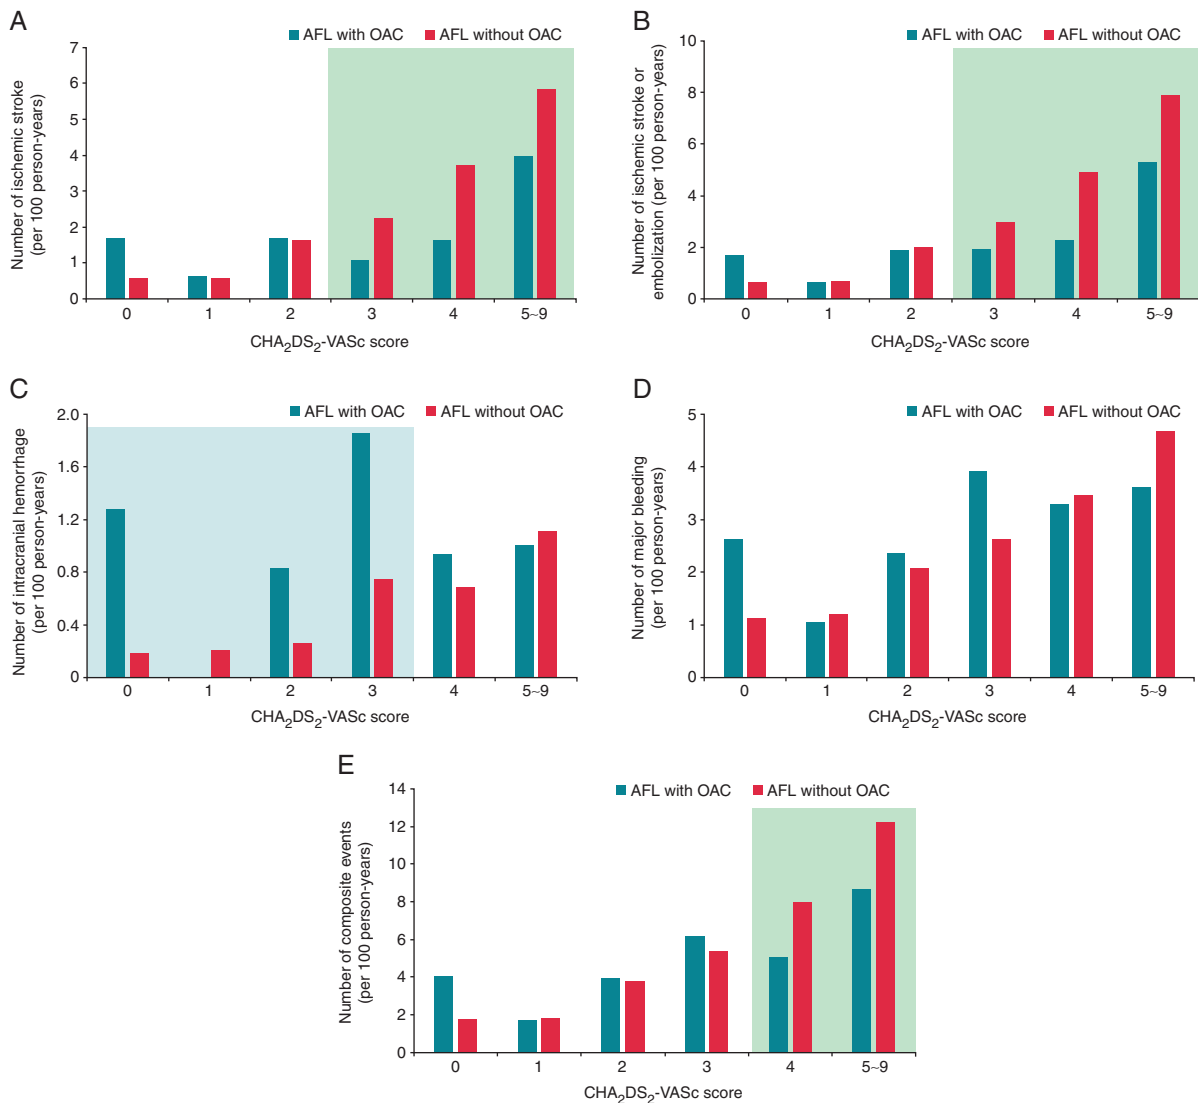 A
AFL with OAC AFL without OAC
Number of ischemic stroke
(per 100 person-years)
7
6
5
4
3
2
1
0
0 1 2 3 4 5~9
CHA₂DS₂-VASc score
B
AFL with OAC AFL without OAC
Number of ischemic stroke or
embolization (per 100 person-years)
10
8
6
4
2
0
0 1 2 3 4 5~9
CHA₂DS₂-VASc score
C
AFL with OAC AFL without OAC
Number of intracranial hemorrhage
(per 100 person-years)
2.0
1.6
1.2
0.8
0.4
0
0 1 2 3 4 5~9
CHA₂DS₂-VASc score
D
AFL with OAC AFL without OAC
Number of major bleeding
(per 100 person-years)
5
4
3
2
1
0
0 1 2 3 4 5~9
CHA₂DS₂-VASc score
E
AFL with OAC AFL without OAC
Number of composite events
(per 100 person-years)
14
12
10
8
6
4
2
0
0 1 2 3 4 5~9
CHA₂DS₂-VASc score